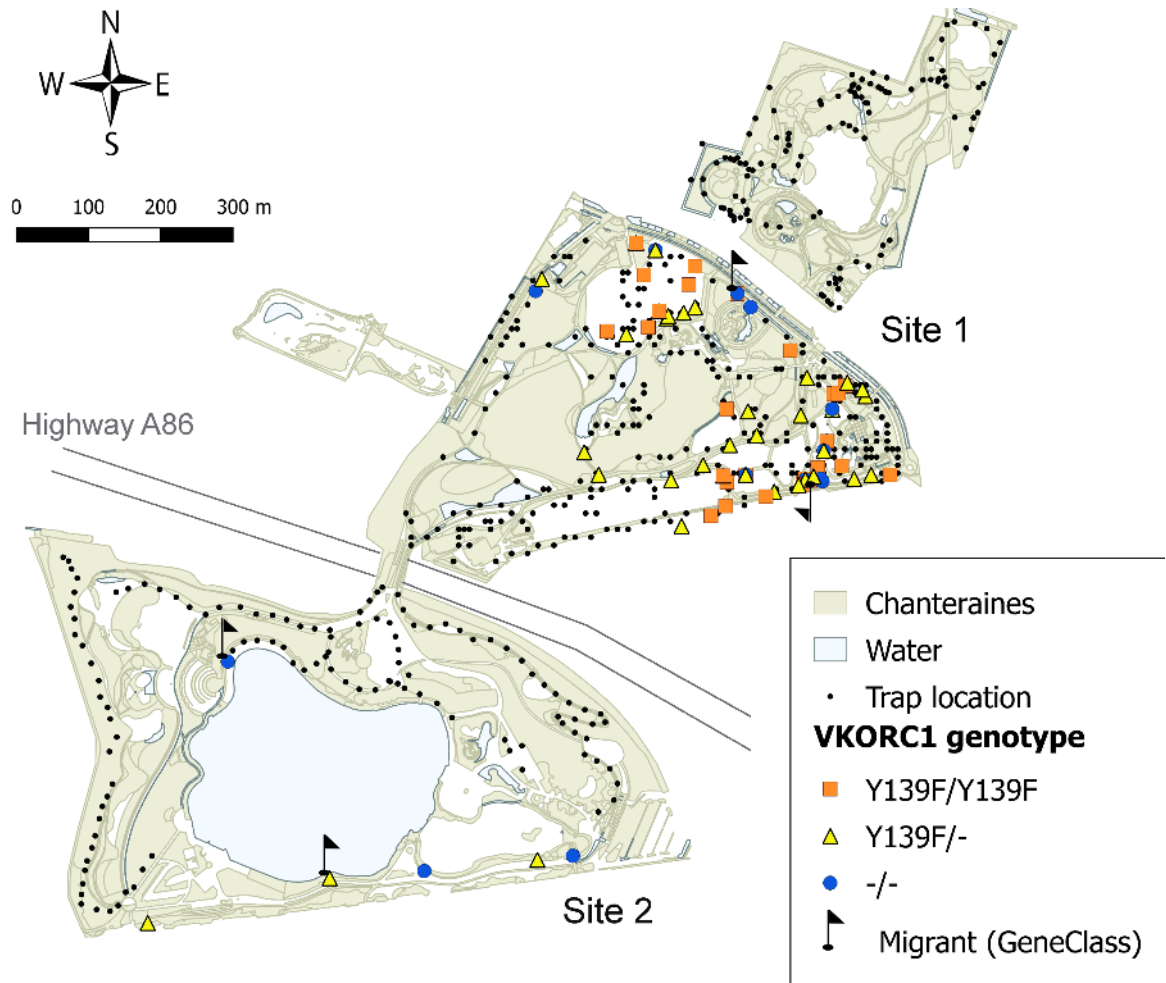 N
W E
S
0 100 200 300 m
Site 1
Highway A86
Site 2
Chanteraines
Water
Trap location
VKORC1 genotype
Y139F/Y139F
Y139F/-
-/-
Migrant (GeneClass)